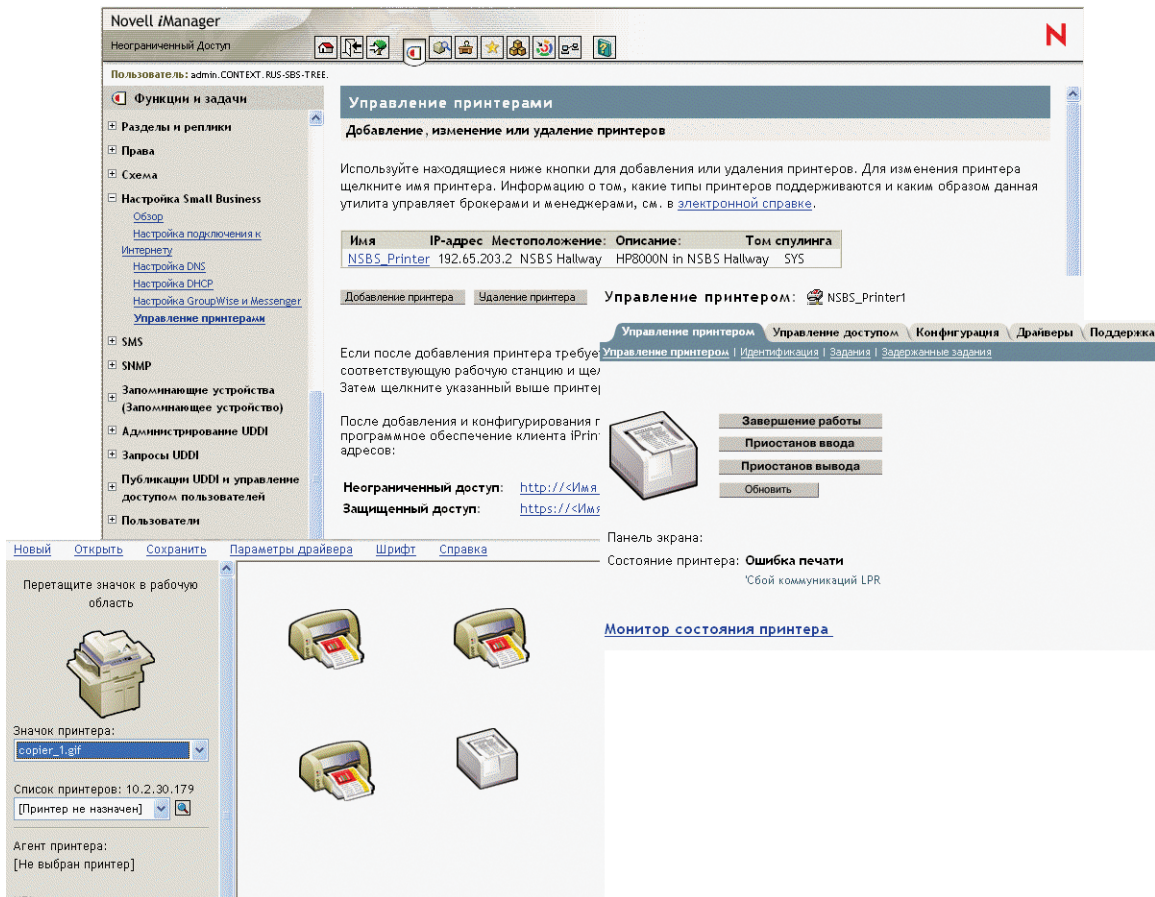 Novell iManager
Неограниченный Доступ
N
Пользователь: admin.CONTEXT.RUS-SBS-TREE.
Функции и задачи
Разделы и реплики
Права
Схема
Настройка Small Business
Обзор
Настройка подключения к
Интернету
Настройка DNS
Настройка DHCP
Настройка GroupWise и Messenger
Управление принтерами
SMS
SNMP
Запоминающие устройства
(Запоминающее устройство)
Администрирование UDDI
Запросы UDDI
Публикации UDDI и управление
доступом пользователей
Пользователи
Управление принтерами
Добавление, изменение или удаление принтеров
Используйте находящиеся ниже кнопки для добавления или удаления принтеров. Для изменения принтера
щелкните имя принтера. Информацию о том, какие типы принтеров поддерживаются и каким образом данная
утилита управляет брокерами и менеджерами, см. в электронной справке.
Имя IP-адрес Местоположение: Описание: Том спулинга
NSBS_Printer 192.65.203.2 NSBS Hallway HP8000N in NSBS Hallway SYS
Добавление принтера Удаление принтера
Если после добавления принтера требуе
соответствующую рабочую станцию и щел
Затем щелкните указанный выше принтер
После добавления и конфигурирования п
программное обеспечение клиента iPrin
адресов:
Неограниченный доступ: http://<Имя
Защищенный доступ: https://<Имя
Управление принтером: NSBS_Printer1
Управление принтером Управление доступом Конфигурация Драйверы Поддержка
Управление принтером | Идентификация | Задания | Задержанные задания
Завершение работы
Приостанов ввода
Приостанов вывода
Обновить
Панель экрана:
Состояние принтера: Ошибка печати
'Сбой коммуникаций LPR
Монитор состояния принтера
Новый Открыть Сохранить Параметры драйвера Шрифт Справка
Перетащите значок в рабочую
область
Значок принтера:
copier_1.gif
Список принтеров: 10.2.30.179
[Принтер не назначен]
Агент принтера:
[Не выбран принтер]